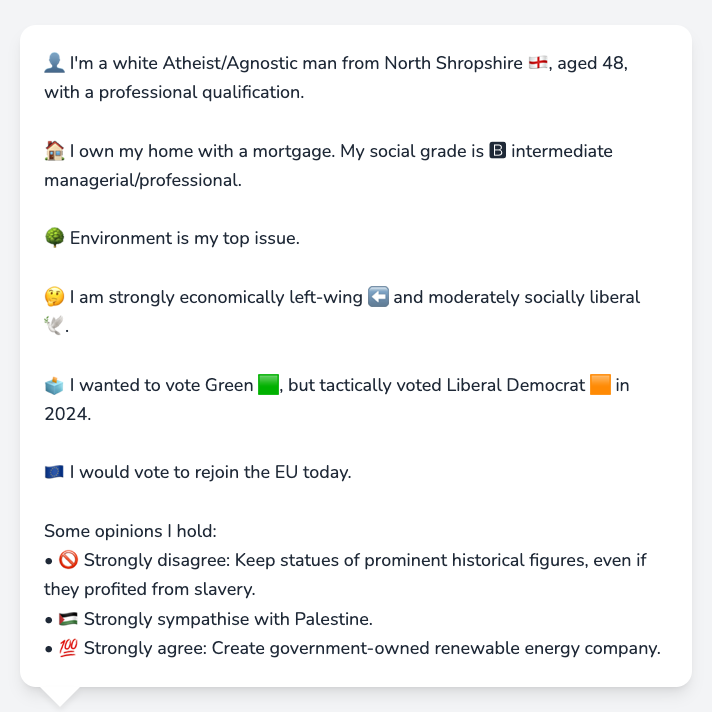 👤 I'm a white Atheist/Agnostic man from North Shropshire 🏴󠁧󠁢󠁥󠁮󠁧󠁿, aged 48,
with a professional qualification.
🏠 I own my home with a mortgage. My social grade is 🅱 intermediate
managerial/professional.
🌳 Environment is my top issue.
🤔 I am strongly economically left-wing ⬅️ and moderately socially liberal
🕊️.
🗳️ I wanted to vote Green 🟩, but tactically voted Liberal Democrat 🟧 in
2024.
🇪🇺 I would vote to rejoin the EU today.
Some opinions I hold:
• 🚫 Strongly disagree: Keep statues of prominent historical figures, even if
they profited from slavery.
• 🇵🇸 Strongly sympathise with Palestine.
• 💯 Strongly agree: Create government-owned renewable energy company.